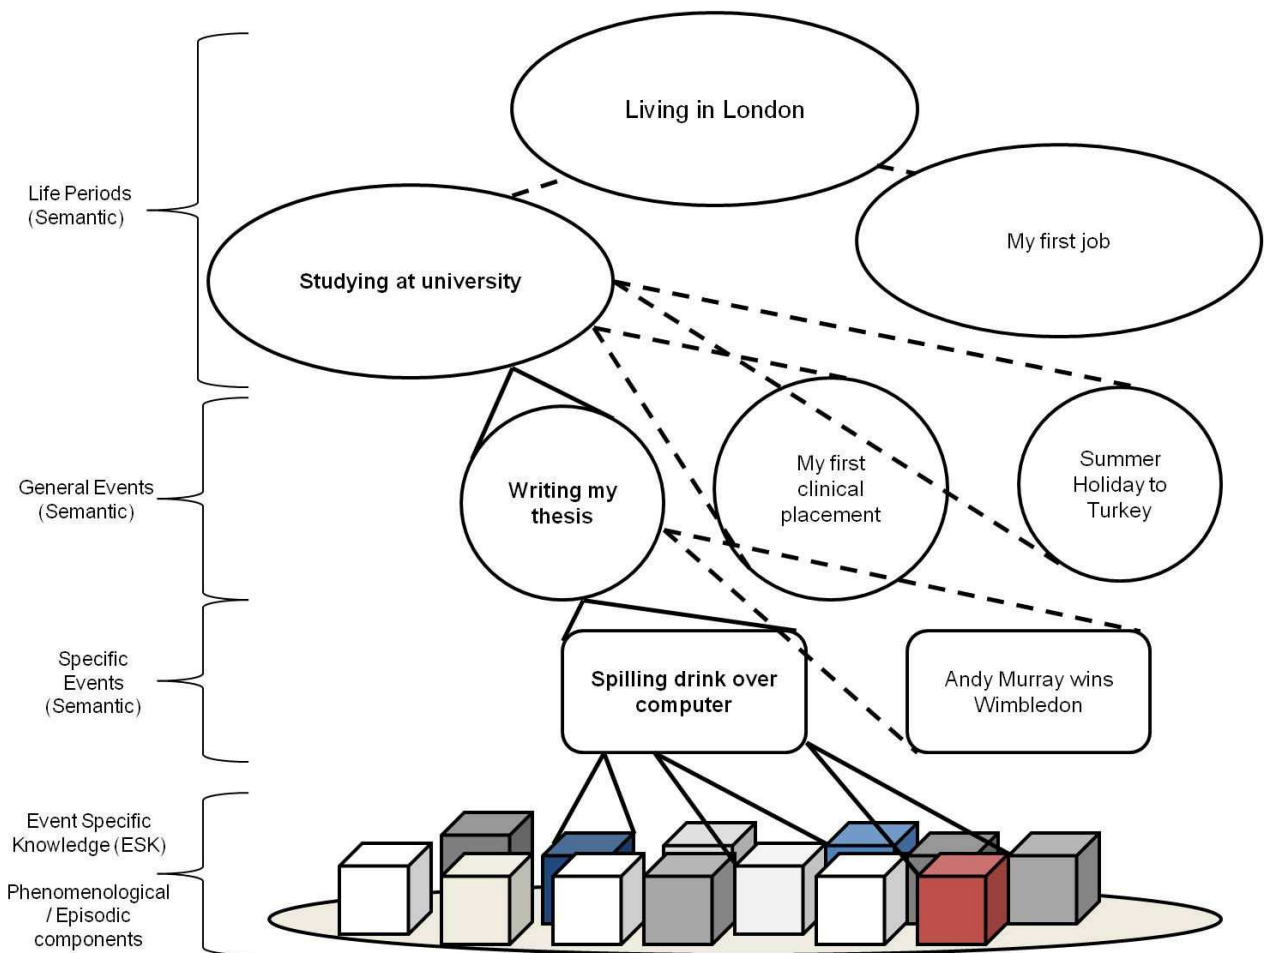 Living in London
Life Periods
(Semantic)
My first job
Studying at university
General Events
(Semantic)
Writing my
thesis
My first
clinical
placement
Summer
Holiday to
Turkey
Specific
Events
(Semantic)
Spilling drink over
computer
Andy Murray wins
Wimbledon
Event Specific
Knowledge (ESK)
Phenomenological
/ Episodic
components